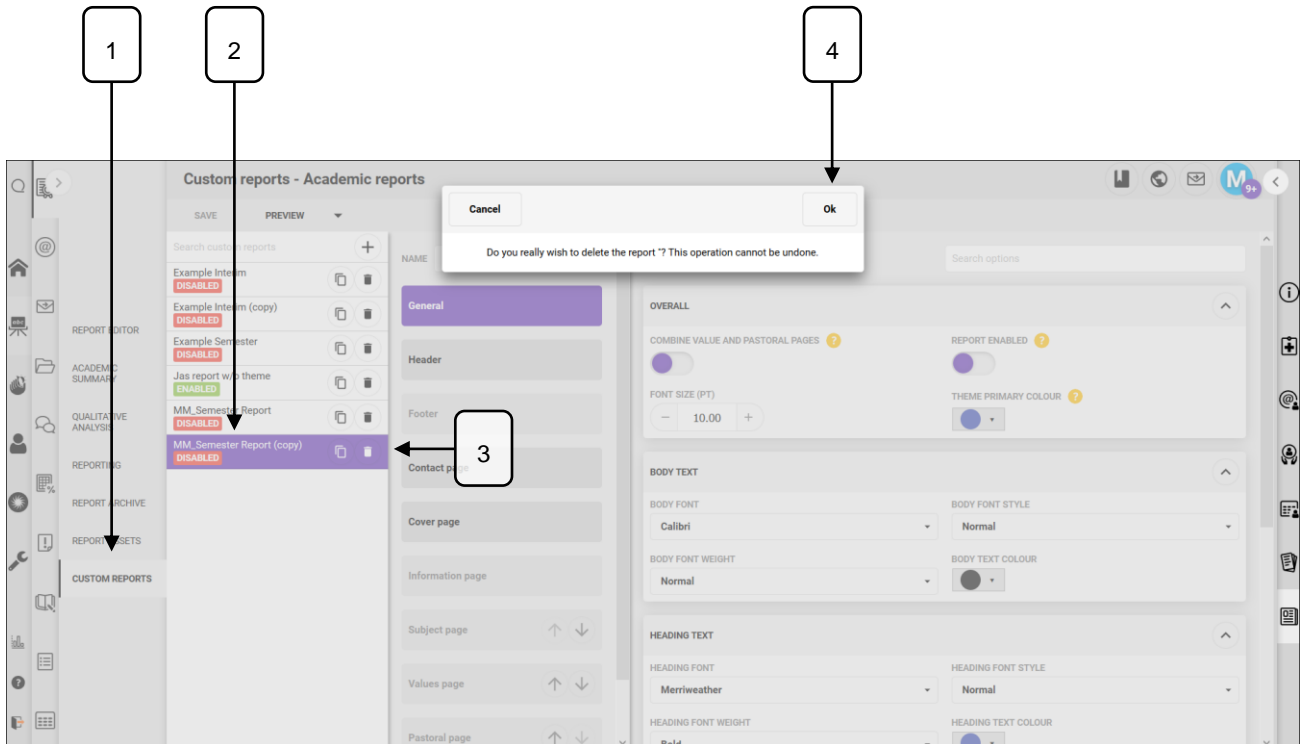 1
2
4
Custom reports - Academic reports
M
9+
SAVE
PREVIEW
Cancel
Ok
Do you really wish to delete the report "? This operation cannot be undone.
Search custom reports
NAME
Search options
Example Interim
DISABLED
Example Interim (copy)
DISABLED
Example Semester
DISABLED
Jas report w/o theme
ENABLED
MM_Semester Report
DISABLED
MM_Semester Report (copy)
DISABLED
3
REPORT EDITOR
ACADEMIC
SUMMARY
QUALITATIVE
ANALYSIS
REPORTING
REPORT ARCHIVE
REPORT ASSETS
CUSTOM REPORTS
General
Header
Footer
Contact page
Cover page
Information page
Subject page
Values page
Pastoral page
OVERALL
COMBINE VALUE AND PASTORAL PAGES ?
REPORT ENABLED ?
FONT SIZE (PT)
10.00
THEME PRIMARY COLOUR ?
BODY TEXT
BODY FONT
Calibri
BODY FONT STYLE
Normal
BODY FONT WEIGHT
Normal
BODY TEXT COLOUR
HEADING TEXT
HEADING FONT
Merriweather
HEADING FONT STYLE
Normal
HEADING FONT WEIGHT
Bold
HEADING TEXT COLOUR